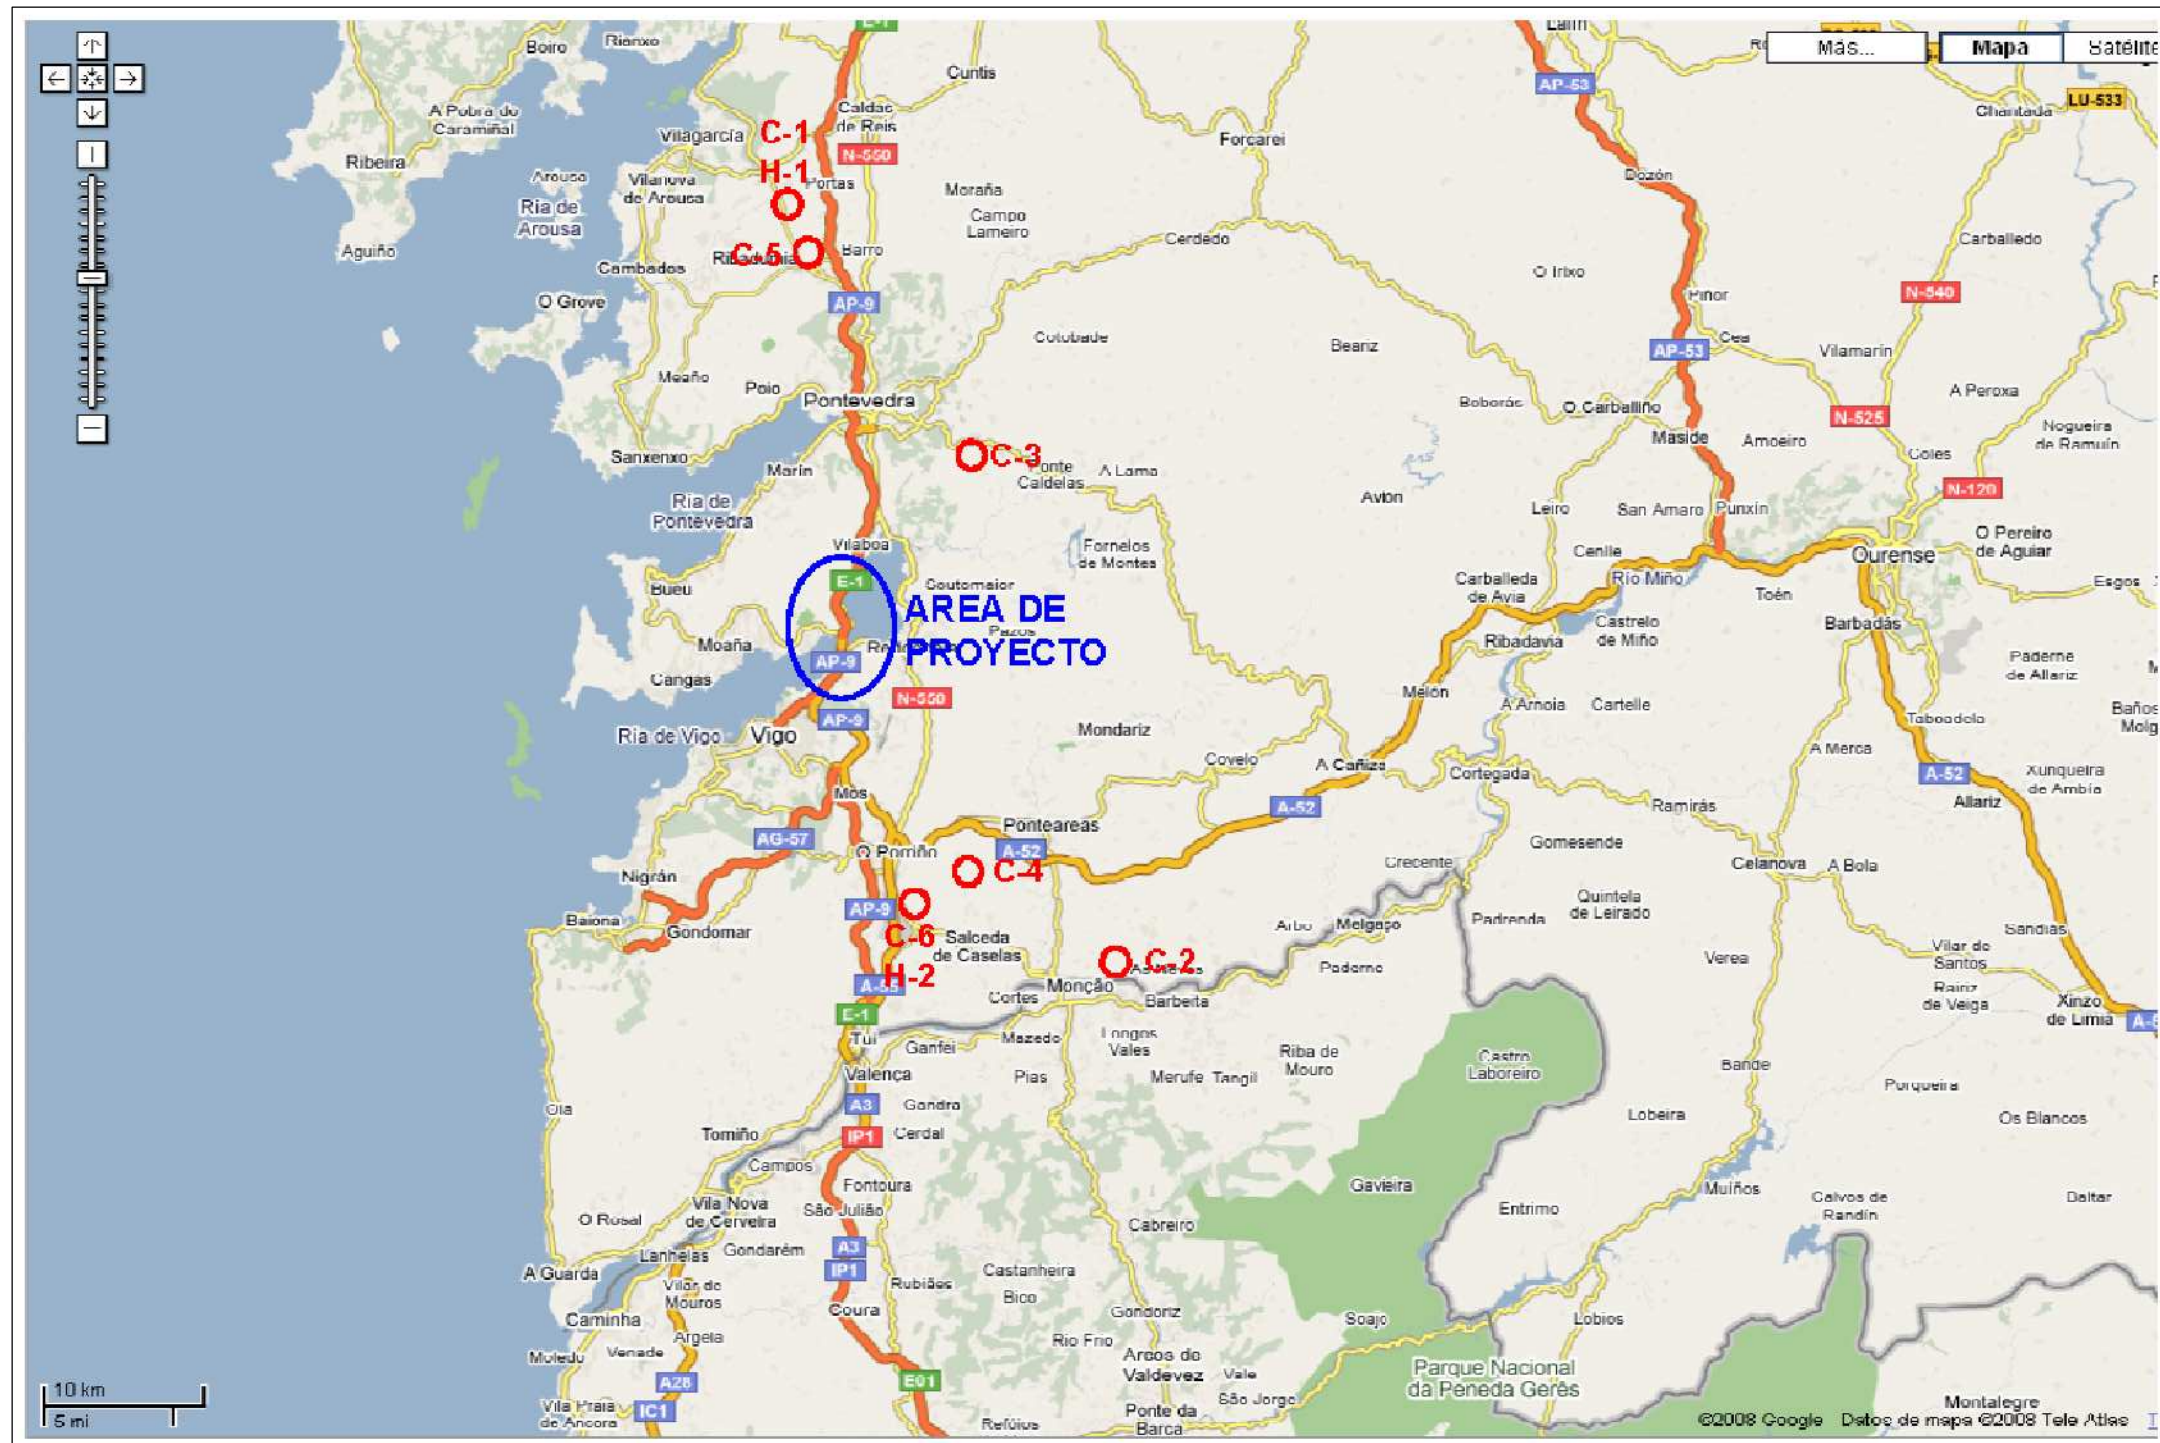 E-1
Lalín
Boiro
Rianxo
Más...
Mapa
Satélite
Cuntis
AP-53
LU-533
A Pobra do
Caramiñal
Caldas
de Reis
Chantada
Vilagarcía
C-1
Forcarei
N-550
Ribeira
H-1
Arousa
Vilanova
de Arousa
Portas
Moraña
Dozón
Ría de
Arousa
Campo
Lameiro
Cerdedo
Carballedo
Aguiño
C-5
Barro
Cambados
O Irixo
O Grove
AP-9
Piñor
N-540
Cotobade
Beariz
AP-53
Cea
Vilamarín
Meaño
Poio
Pontevedra
A Peroxa
Boborás
O Carballiño
N-525
Nogueira
de Ramuín
Maside
Amoeiro
Sanxenxo
Marín
C-3
Ponte
Caldelas
A Lama
Coles
N-120
Ría de
Pontevedra
Avión
Leiro
San Amaro
Punxín
Vilaboa
Fornelos
de Montes
Cenlle
Ourense
O Pereiro
de Aguiar
E-1
Bueu
Soutomaior
Carballeda
de Avia
Río Miño
Toén
Esgos
AREA DE
PROYECTO
Pazos
Castrelo
de Miño
Barbadás
Moaña
Ribadavia
AP-9
Cangas
Paderne
de Allariz
N-550
Melón
A Arnoia
Cartelle
Baños
Molg
AP-9
Taboadela
Ría de Vigo
Vigo
Mondariz
A Merca
Covelo
A Cañiza
Cortegada
A-52
Xunqueira
de Ambía
Mos
A-52
Ramirás
Allariz
AG-57
Ponteareas
O Porriño
A-52
Gomesende
Crecente
Celanova
A Bola
C-4
Nigrán
AP-9
Quintela
de Leirado
Baiona
Gondomar
C-6
Salceda
de Caselas
Arbo
Melgaço
Padrenda
Sandiás
C-2
Vilar de
Santos
H-2
A-55
Paderne
Verea
Monção
Cortes
Barbeita
Rairiz
de Veiga
Xinzo
de Limia
E-1
Tui
Ganfei
Mazedo
Longos
Vales
Riba de
Mouro
Castro
Laboreiro
Valença
Pias
Merufe
Tangil
Bande
Porqueira
A3
Gandra
Oia
Lobeira
Os Blancos
Tomiño
IP1
Cerdal
Campos
Fontoura
Gavieira
Muíños
Calvos de
Randín
Baltar
Vila Nova
de Cerveira
São Julião
Entrimo
O Rosal
Cabreiro
Lanhelas
Gondarém
A3
IP1
A Guarda
Vilar de
Mouros
Rubiães
Castanheira
Bico
Caminha
Coura
Gondoriz
Soajo
Lobios
Argela
Rio Frio
Moledo
Venade
Arcos de
Valdevez
Vale
Parque Nacional
da Peneda Gerês
10 km
5 mi
A28
E01
São Jorge
Montalegre
Vila Praia
de Ancora
IC1
Refóios
Ponte da
Barca
©2008 Google Datos de mapa ©2008 Tele Atlas